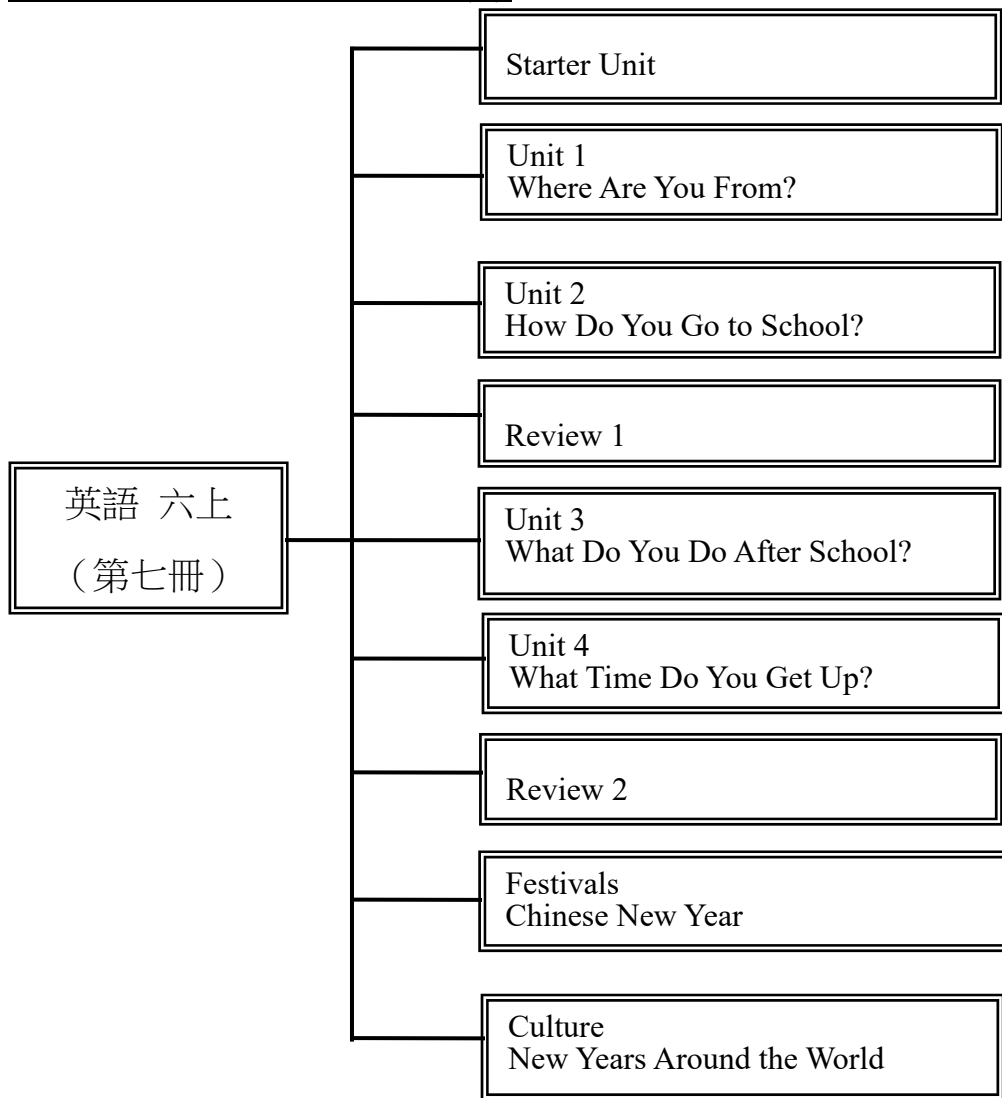 Starter Unit
Unit 1
Where Are You From?
Unit 2
How Do You Go to School?
Review 1
英語 六上
（第七冊）
Unit 3
What Do You Do After School?
Unit 4
What Time Do You Get Up?
Review 2
Festivals
Chinese New Year
Culture
New Years Around the World